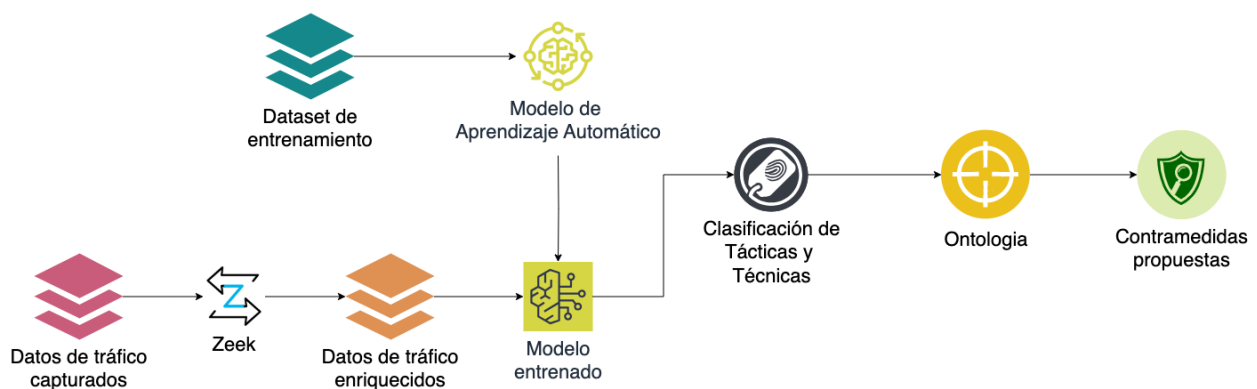 Dataset de
entrenamiento
Modelo de
Aprendizaje Automático
Clasificación de
Tácticas y
Técnicas
Ontologia
Contramedidas
propuestas
Datos de tráfico
capturados
Z
Zeek
Datos de tráfico
enriquecidos
Modelo
entrenado